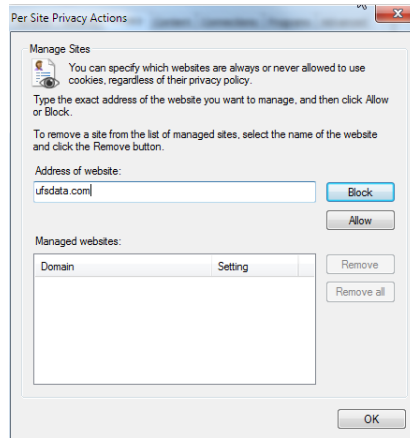 Per Site Privacy Actions
Manage Sites
You can specify which websites are always or never allowed to use
cookies, regardless of their privacy policy.
Type the exact address of the website you want to manage, and then click Allow
or Block.
To remove a site from the list of managed sites, select the name of the website
and click the Remove button.
Address of website:
ufsdata.com
Block
Allow
Managed websites:
Domain Setting
Remove
Remove all
OK